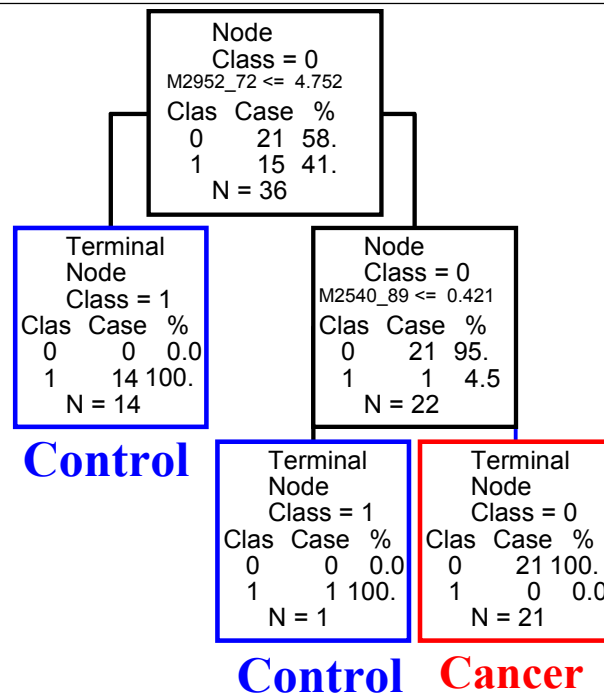 Node
Class = 0
M2952_72 <= 4.752
Clas Case %
0 21 58.
1 15 41.
N = 36
Terminal
Node
Class = 1
Clas Case %
0 0 0.0
1 14 100.
N = 14
Control
Node
Class = 0
M2540_89 <= 0.421
Clas Case %
0 21 95.
1 1 4.5
N = 22
Terminal
Node
Class = 1
Clas Case %
0 0 0.0
1 1 100.
N = 1
Control
Terminal
Node
Class = 0
Clas Case %
0 21 100.
1 0 0.0
N = 21
Cancer